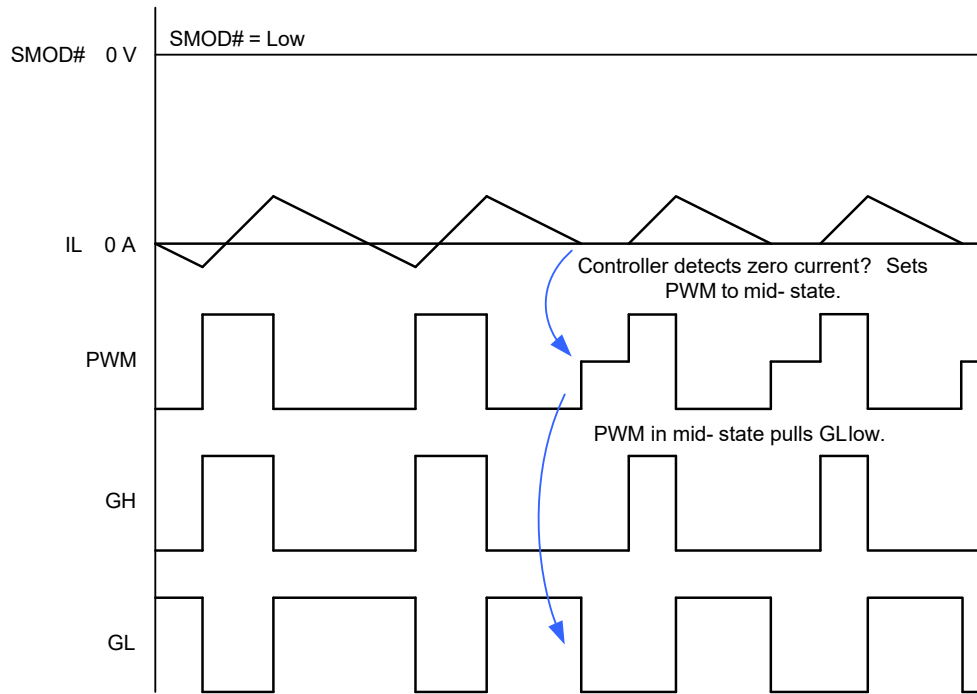 SMOD# = Low
SMOD# 0 V
IL 0 A
Controller detects zero current? Sets
PWM to mid- state.
PWM
PWM in mid- state pulls GLlow.
GH
GL